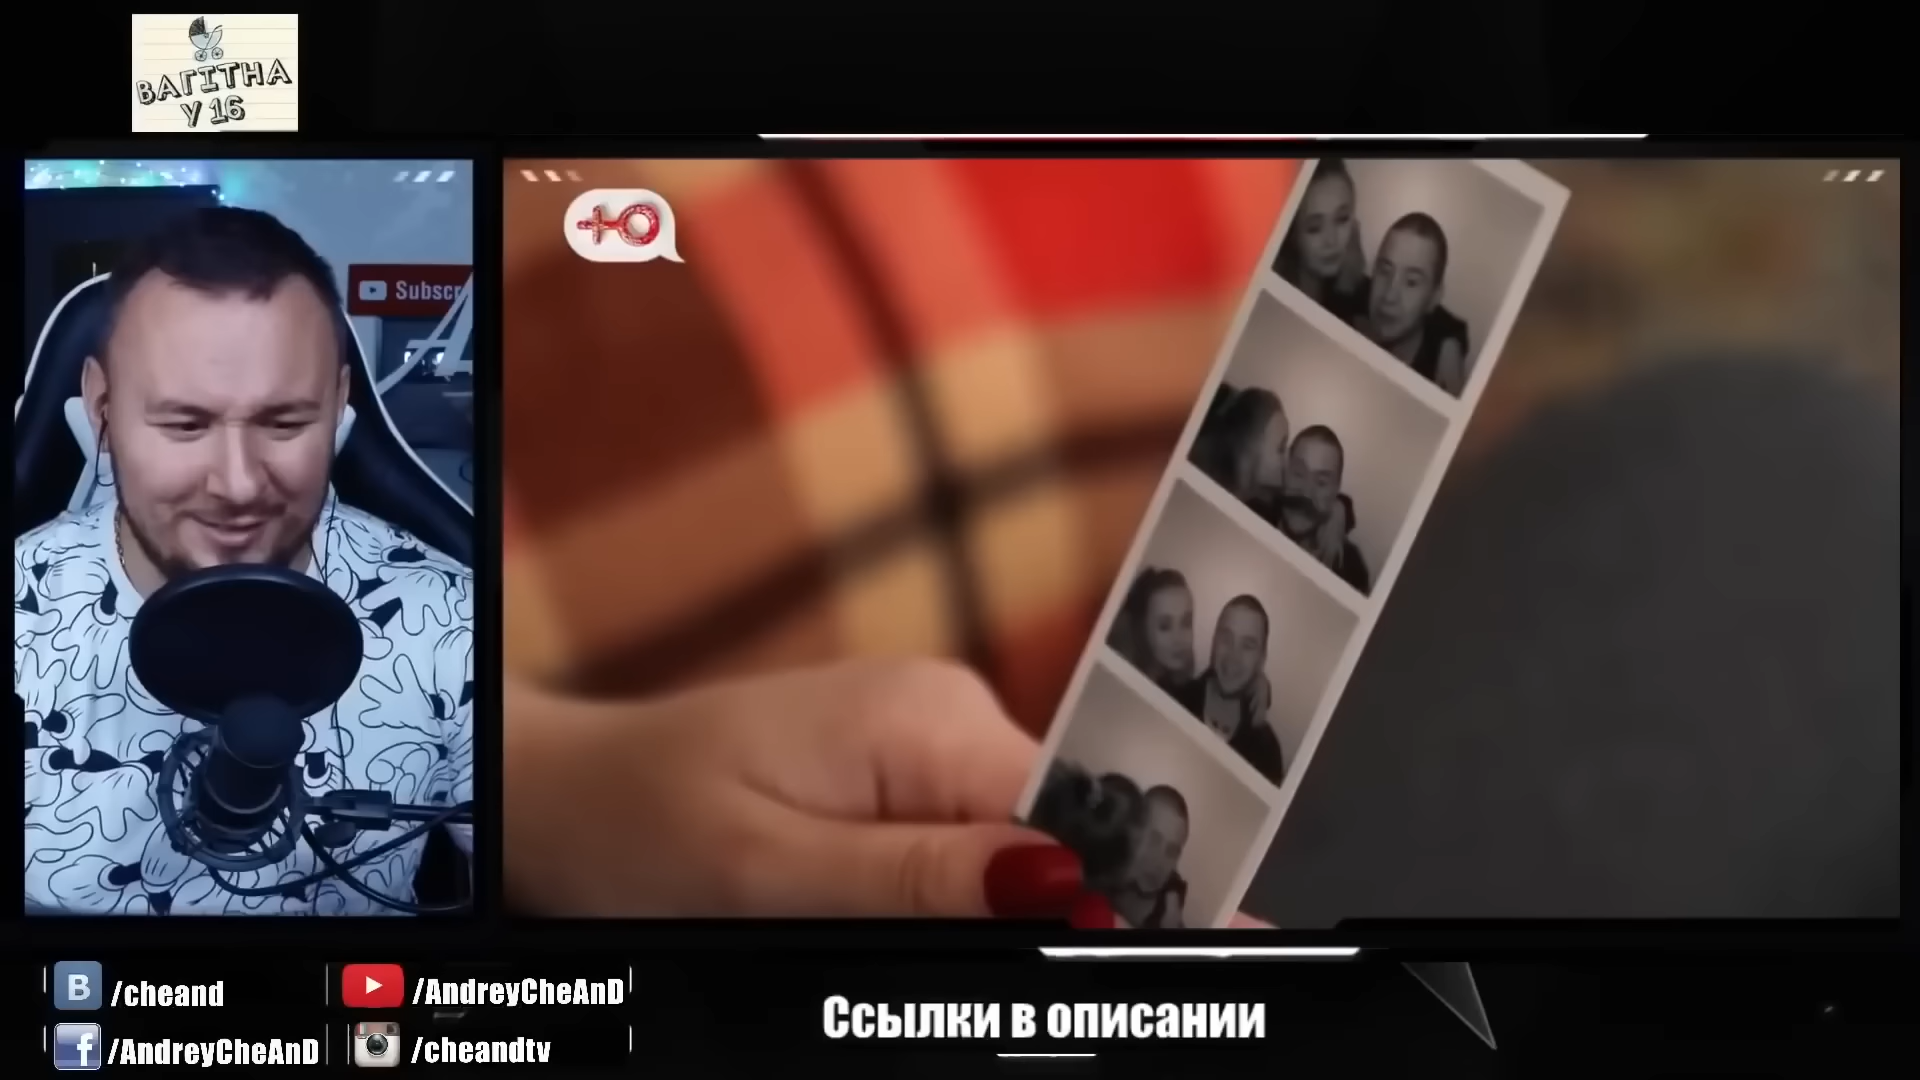 ВАГІТНА
У 16
Subscr
Ю
В /cheand
/AndreyCheAnD
f /AndreyCheAnD
/cheandtv
Ссылки в описании